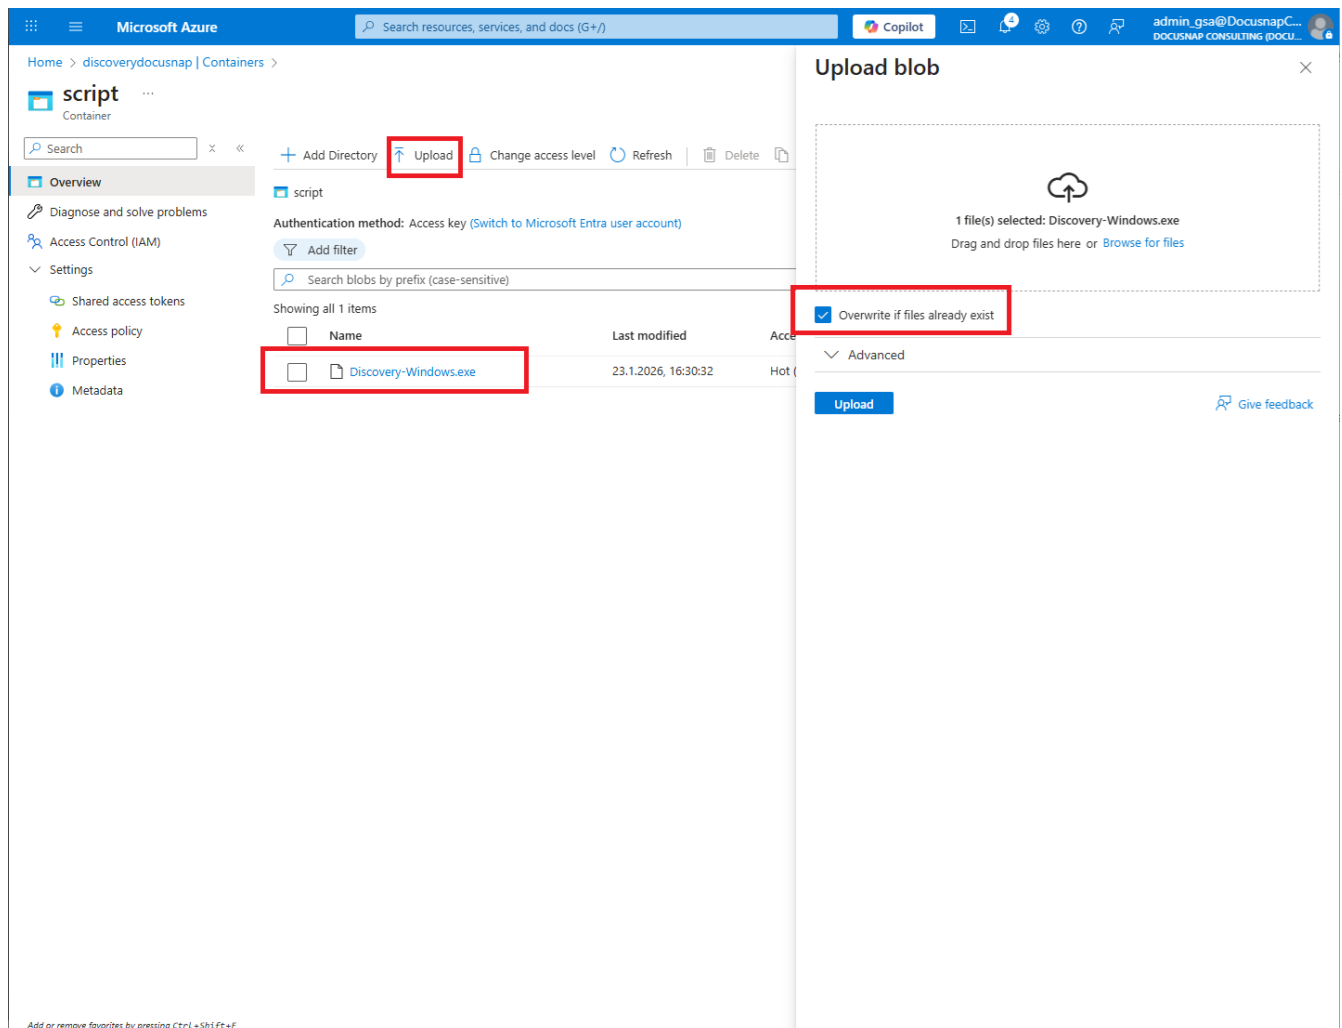 Microsoft Azure
Search resources, services, and docs (G+/)
Copilot
4
admin_gsa@DocusnapC...
DOCUSNAP CONSULTING (DOCU...
Home > discoverydocusnap | Containers >
script ...
Container
Search
Overview
Diagnose and solve problems
Access Control (IAM)
Settings
Shared access tokens
Access policy
Properties
Metadata
Add or remove favorites by pressing Ctrl+Shift+F
Add Directory
Upload
Change access level
Refresh
Delete
script
Authentication method: Access key (Switch to Microsoft Entra user account)
Add filter
Search blobs by prefix (case-sensitive)
Showing all 1 items
Name Last modified Acce
Discovery-Windows.exe 23.1.2026, 16:30:32 Hot (
Upload blob
1 file(s) selected: Discovery-Windows.exe
Drag and drop files here or Browse for files
Overwrite if files already exist
Advanced
Upload
Give feedback